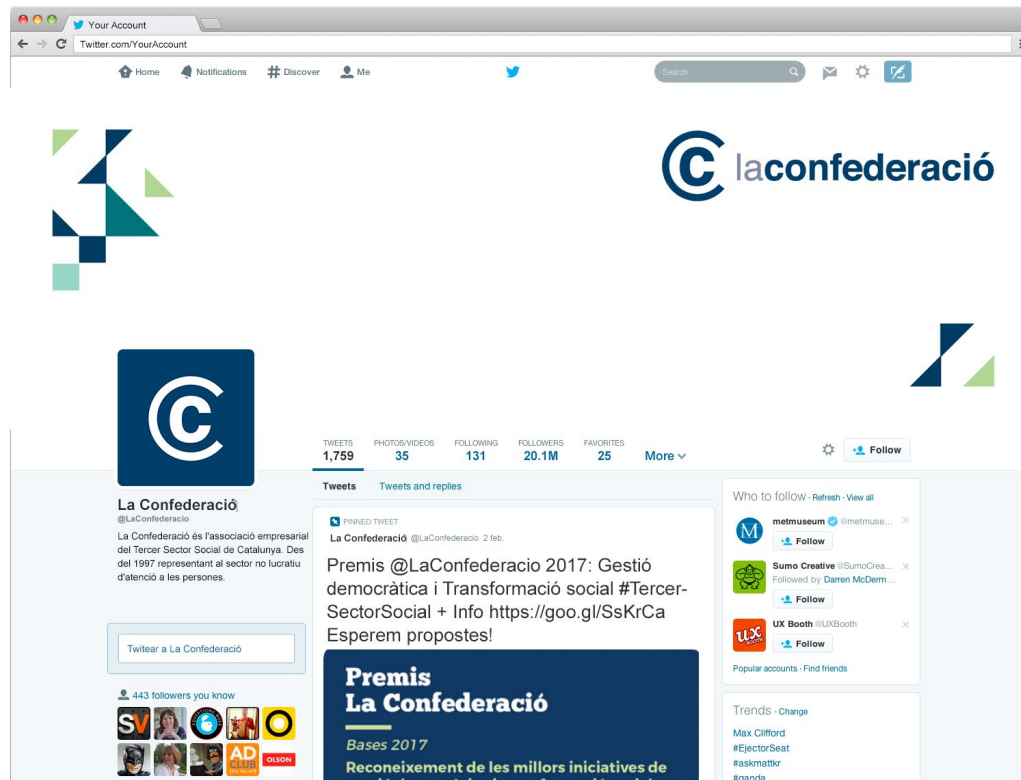 Your Account
Twitter.com/YourAccount
Home
Notifications
Discover
Me
Search
laconfederació
TWEETS
1,759
PHOTOS/VIDEOS
35
FOLLOWING
131
FOLLOWERS
20.1M
FAVORITES
25
More
Follow
La Confederació
@LaConfederacio
La Confederació és l'associació empresarial
del Tercer Sector Social de Catalunya. Des
del 1997 representant al sector no lucratiu
d'atenció a les persones.
Twitear a La Confederació
443 followers you know
SV
AD
CLUB
OLSON
Tweets
Tweets and replies
PINNED TWEET
La Confederació @LaConfederacio 2 feb.
Premis @LaConfederacio 2017: Gestió
democràtica i Transformació social #Tercer-
SectorSocial + Info https://goo.gl/SsKrCa
Esperem propostes!
Premis
La Confederació
Bases 2017
Reconeixement de les millors iniciatives de
Who to follow · Refresh · View all
M
metmuseum @metmuse...
Follow
Sumo Creative @SumoCrea...
Followed by Darren McDerm...
Follow
UX
BOOTH
UX Booth @UXBooth
Follow
Popular accounts · Find friends
Trends · Change
Max Clifford
#EjectorSeat
#askmattkr